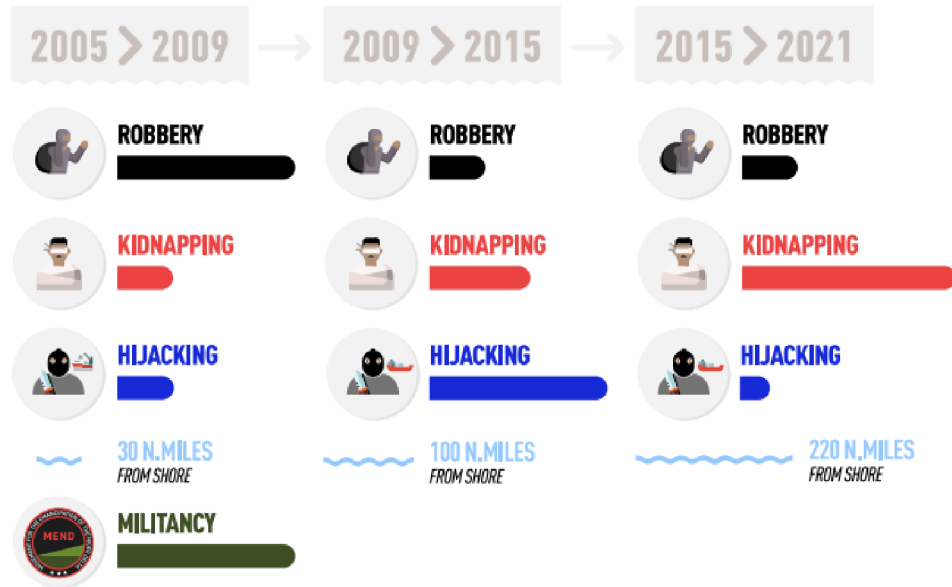 2005 > 2009
2009 > 2015
2015 > 2021
ROBBERY
ROBBERY
ROBBERY
KIDNAPPING
KIDNAPPING
KIDNAPPING
HIJACKING
HIJACKING
HIJACKING
30 N.MILES
FROM SHORE
100 N.MILES
FROM SHORE
220 N.MILES
FROM SHORE
MILITANCY
MEND